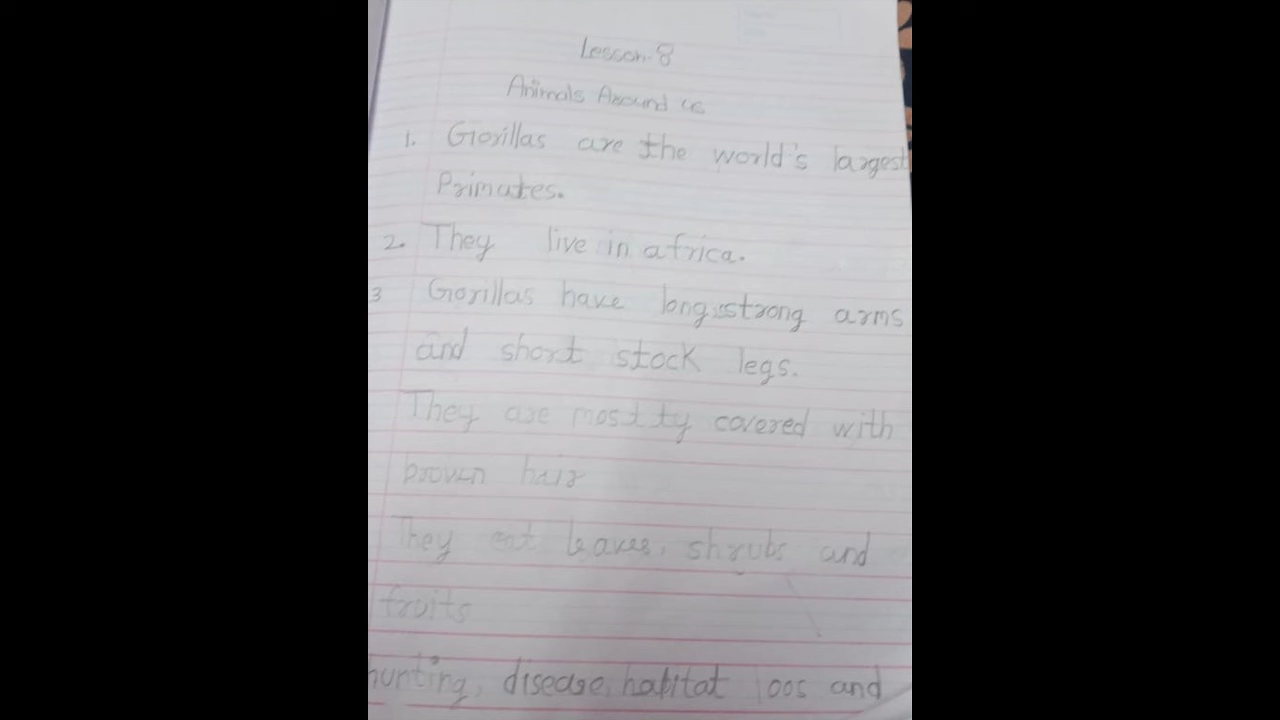 Lesson-8
Animals Around us
1. Gorillas are the world's largest
Primates.
2. They live in africa.
3 Gorillas have long, strong arms
and short stock legs.
They are mostty covered with
brown hair
They eat leaves, shrubs and
fruits
hunting, disease, habitat loos and